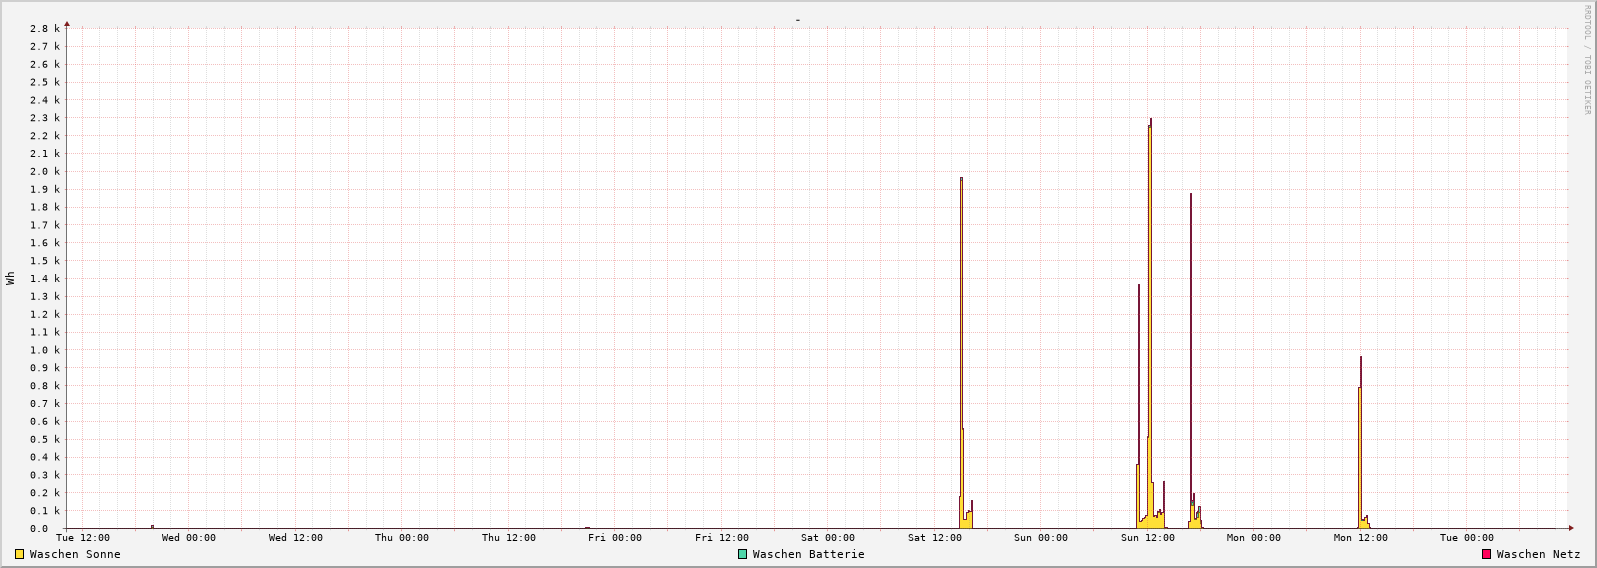 -
RRDTOOL / TOBI OETIKER
2.8 k
2.7 k
2.6 k
2.5 k
2.4 k
2.3 k
2.2 k
2.1 k
2.0 k
1.9 k
1.8 k
1.7 k
1.6 k
1.5 k
1.4 k
1.3 k
1.2 k
1.1 k
1.0 k
0.9 k
0.8 k
0.7 k
0.6 k
0.5 k
0.4 k
0.3 k
0.2 k
0.1 k
0.0
Wh
Tue 12:00 Wed 00:00 Wed 12:00 Thu 00:00 Thu 12:00 Fri 00:00 Fri 12:00 Sat 00:00 Sat 12:00 Sun 00:00 Sun 12:00 Mon 00:00 Mon 12:00 Tue 00:00
Waschen Sonne Waschen Batterie Waschen Netz